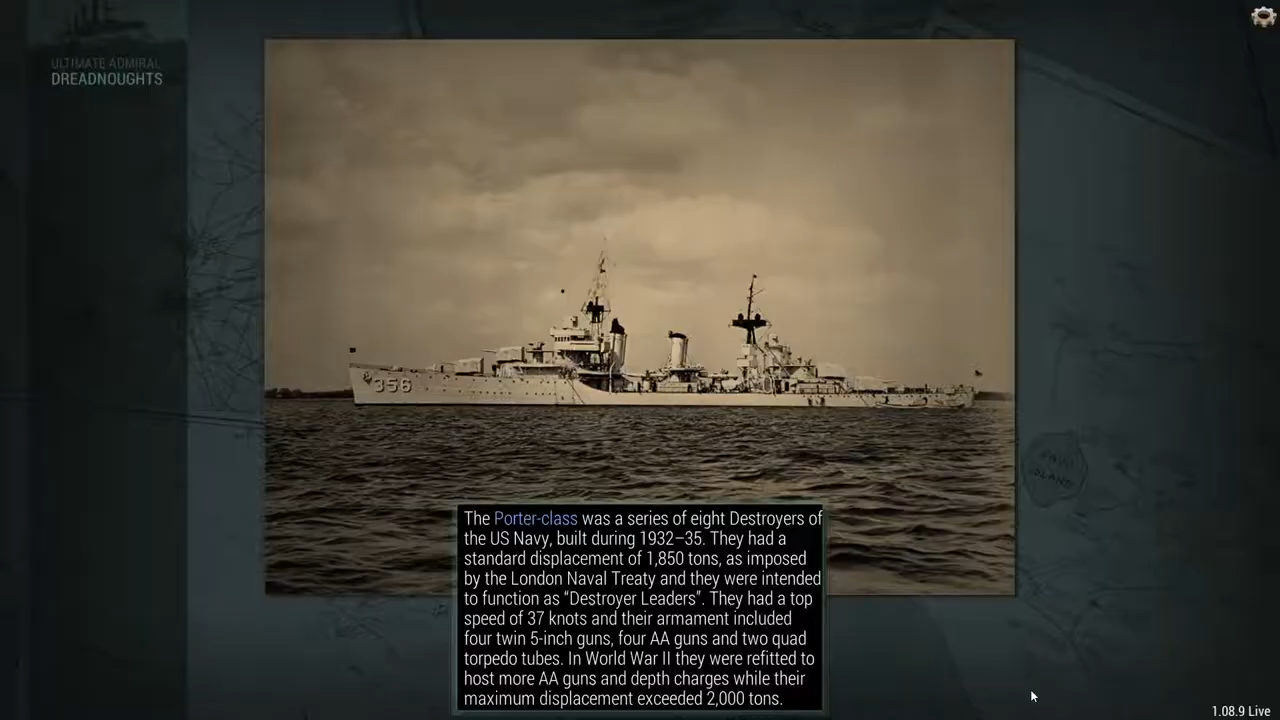 ULTIMATE ADMIRAL
DREADNOUGHTS
356
The Porter-class was a series of eight Destroyers of
the US Navy, built during 1932–35. They had a
standard displacement of 1,850 tons, as imposed
by the London Naval Treaty and they were intended
to function as “Destroyer Leaders”. They had a top
speed of 37 knots and their armament included
four twin 5-inch guns, four AA guns and two quad
torpedo tubes. In World War II they were refitted to
host more AA guns and depth charges while their
maximum displacement exceeded 2,000 tons.
1.08.9 Live